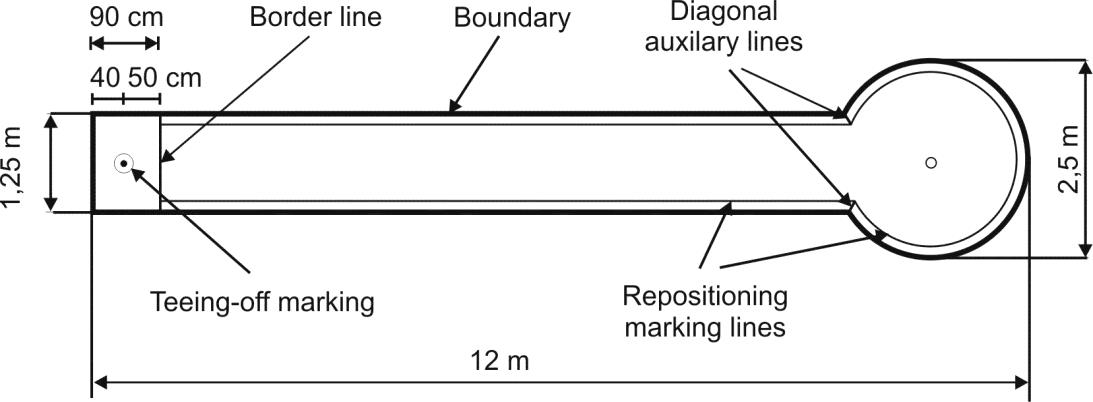 90 cm
Border line
Boundary
Diagonal
auxilary lines
40 50 cm
1,25 m
2,5 m
Teeing-off marking
Repositioning
marking lines
12 m